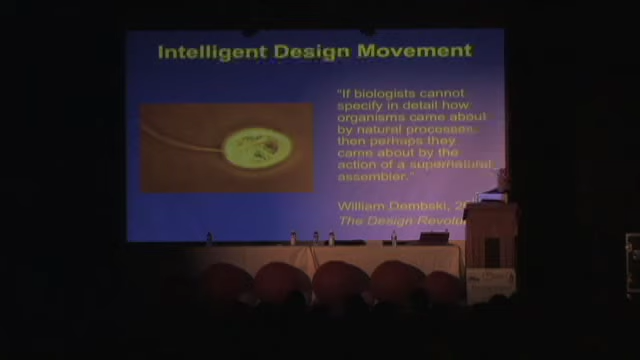 Intelligent Design Movement
"If biologists cannot
specify in detail how
organisms came about
by natural processes,
then perhaps they
came about by the
action of a supernatural
assembler."
William Dembski,
The Design